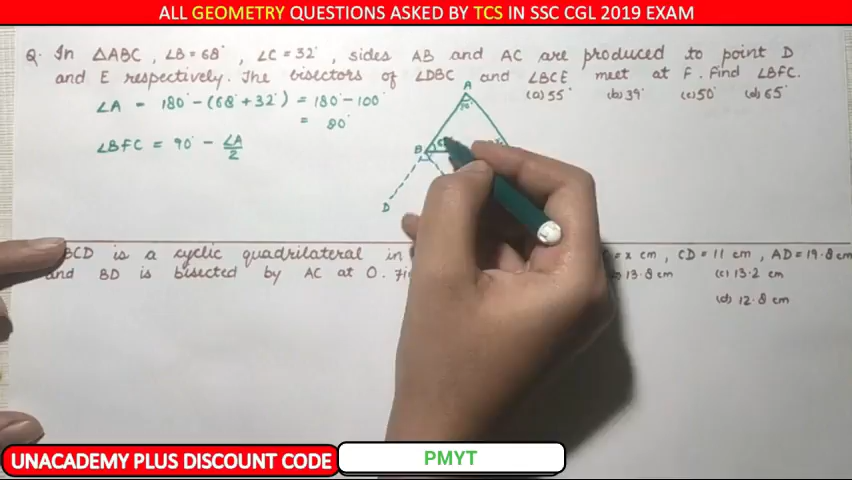 ALL GEOMETRY QUESTIONS ASKED BY TCS IN SSC CGL 2019 EXAM
Q. In △ABC, ∠B = 68°, ∠C = 32°, sides AB and AC are produced to point D
and E respectively. The bisectors of ∠DBC and ∠BCE meet at F. Find ∠BFC.
(a) 55° (b) 39° (c) 50° (d) 65°
∠A = 180° - (68° + 32°) = 180° - 100°
= 80°
∠BFC = 90° - ∠A/2
A
B
D
BCD is a cyclic quadrilateral in = x cm, CD = 11 cm, AD = 19.8 cm
and BD is bisected by AC at O. 13.8 cm (c) 13.2 cm
(d) 12.8 cm
UNACADEMY PLUS DISCOUNT CODE PMYT